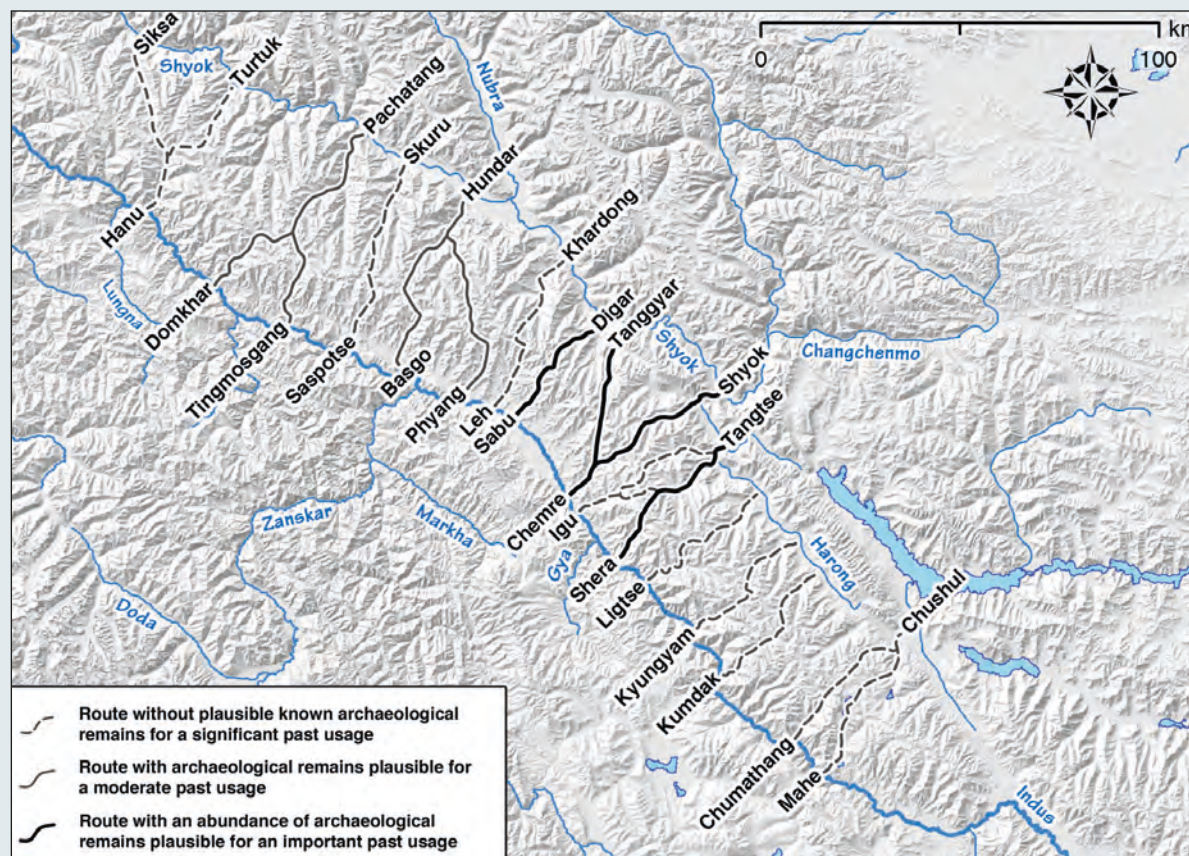 Siksa
Shyok
Turtuk
Nubra
0
100
km
Pachatang
Skuru
Hundar
Khardong
Hanu
Lungna
Domkhar
Tingmosgang
Saspotse
Basgo
Phyang
Leh
Sabu
Digar
Tanggyar
Shyok
Shyok
Changchenmo
Tangtse
Zanskar
Markha
Chemre
Igu
Gya
Shera
Ligtse
Harong
Chushul
Doda
Kyungyam
Kumdak
Chumathang
Mahe
Indus
Route without plausible known archaeological
remains for a significant past usage
Route with archaeological remains plausible for
a moderate past usage
Route with an abundance of archaeological
remains plausible for an important past usage